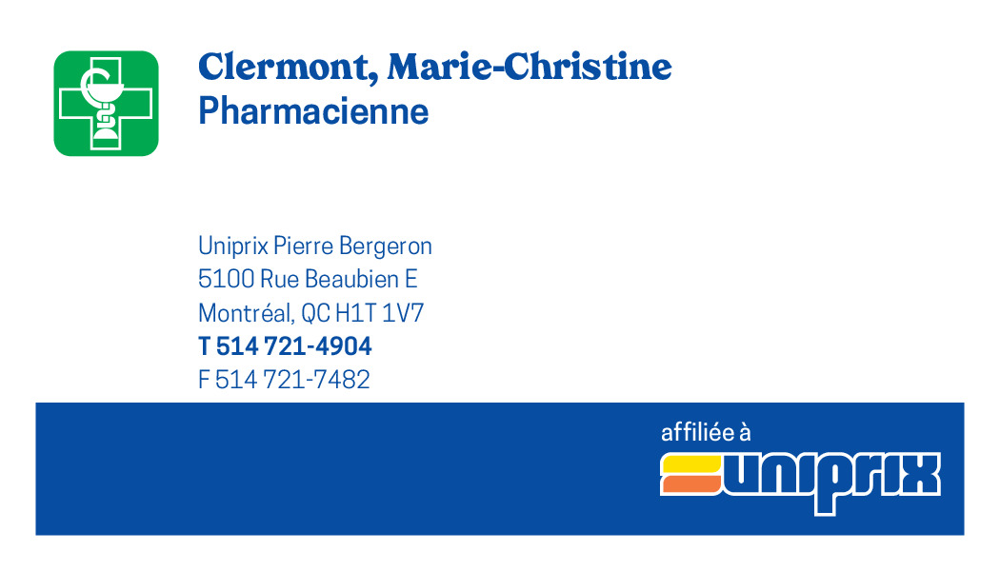 Clermont, Marie-Christine
Pharmacienne
Uniprix Pierre Bergeron
5100 Rue Beaubien E
Montréal, QC H1T 1V7
T 514 721-4904
F 514 721-7482
affiliée à
uniprix